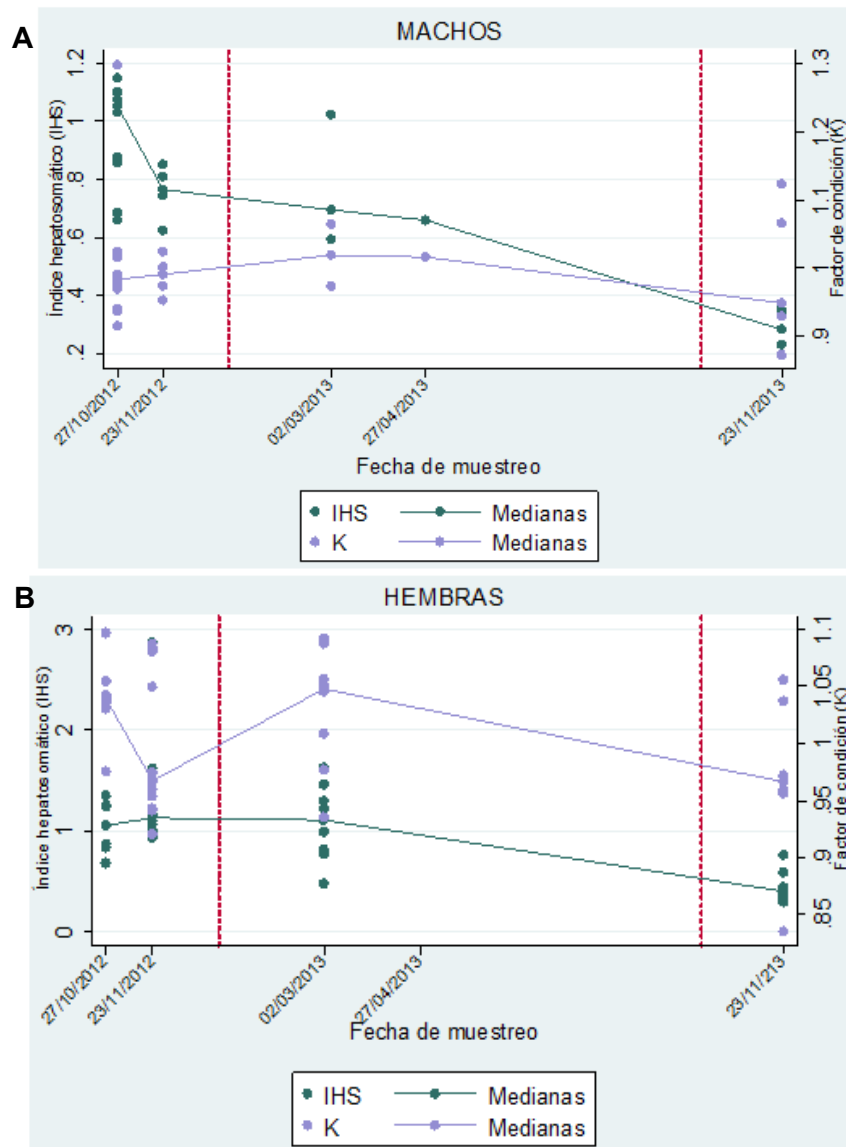 A
MACHOS
Índice hepatosomático (IHS)
1.2
1
.8
.6
.4
.2
Factor de condición (K)
1.3
1.2
1.1
1
.9
27/10/2012
23/11/2012
02/03/2013
27/04/2013
23/11/2013
Fecha de muestreo
IHS Medianas
K Medianas
B
HEMBRAS
Índice hepatosomático (IHS)
3
2
1
0
Factor de condición (K)
1.1
1.05
1
.95
.9
.85
27/10/2012
23/11/2012
02/03/2013
27/04/2013
23/11/213
Fecha de muestreo
IHS Medianas
K Medianas